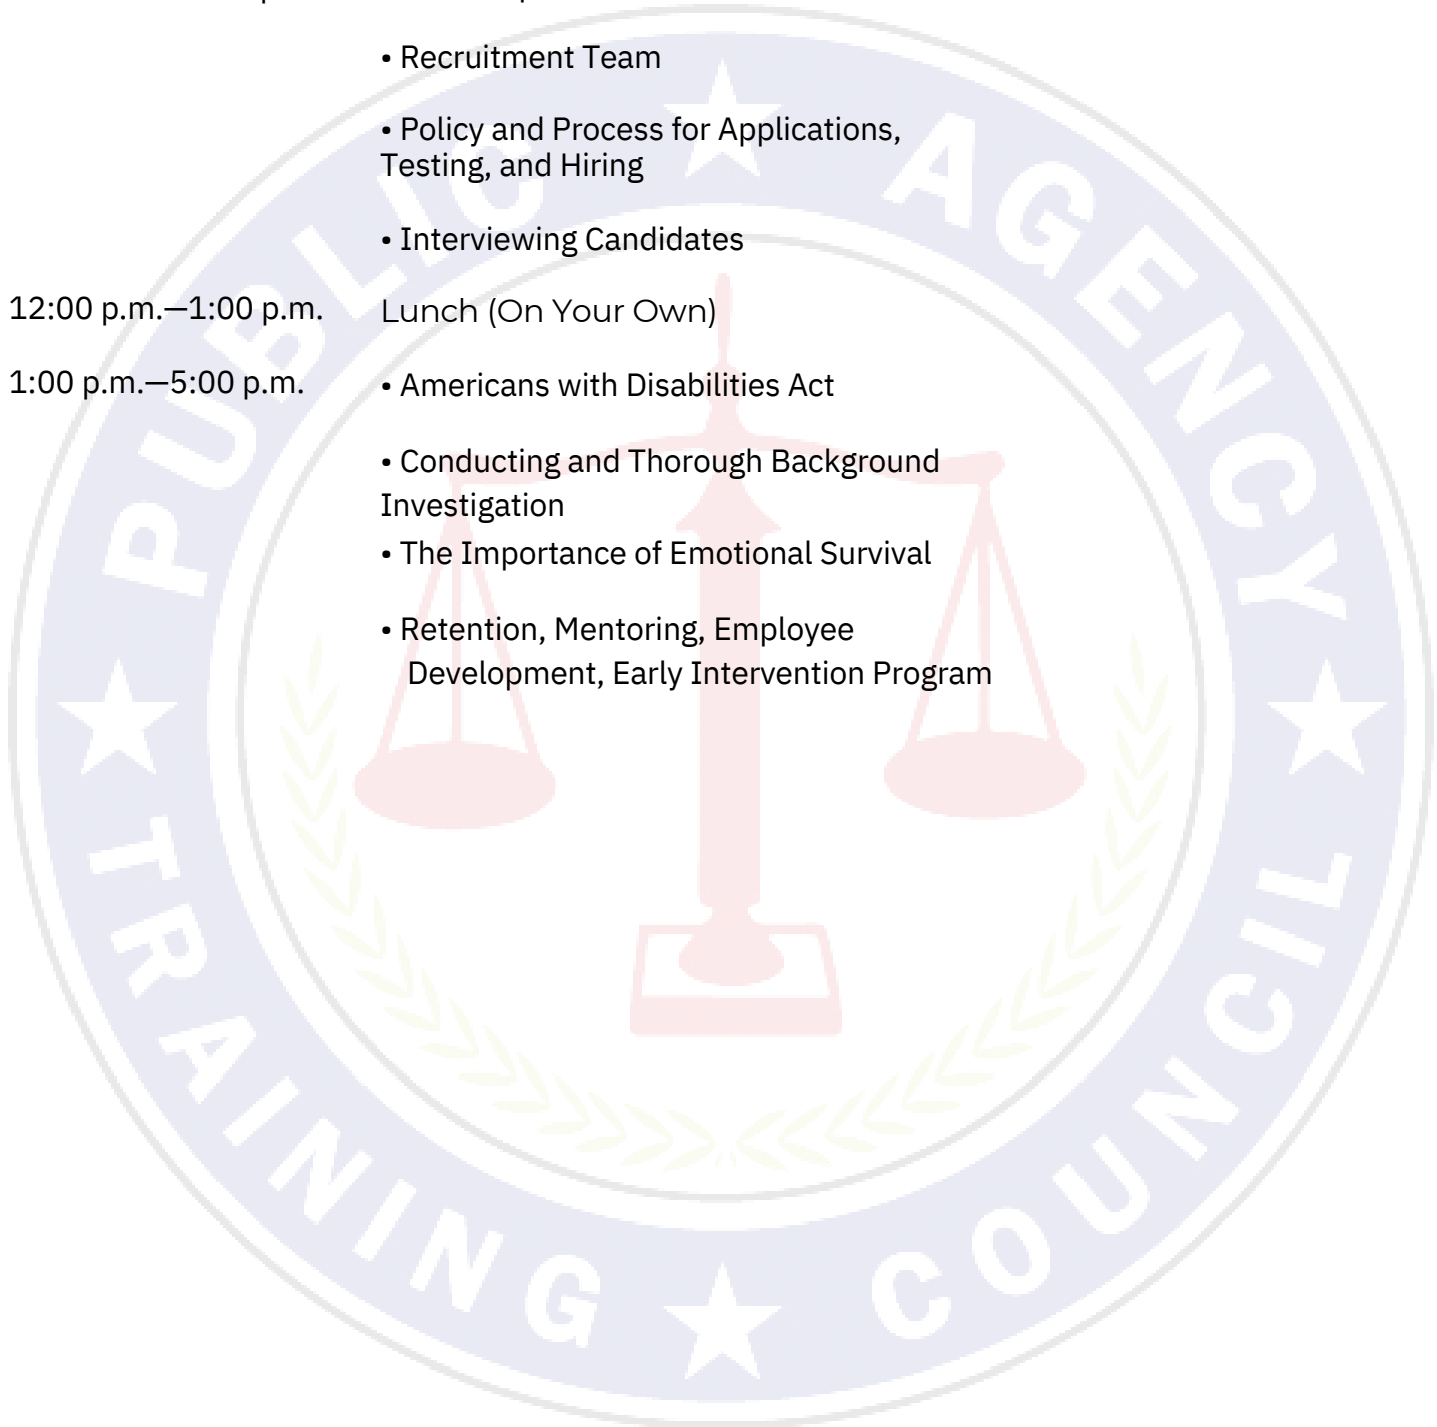 • Recruitment Team
• Policy and Process for Applications,
Testing, and Hiring
• Interviewing Candidates
12:00 p.m.—1:00 p.m. Lunch (On Your Own)
1:00 p.m.—5:00 p.m. • Americans with Disabilities Act
• Conducting and Thorough Background
Investigation
• The Importance of Emotional Survival
• Retention, Mentoring, Employee
Development, Early Intervention Program
PUBLIC AGENCY
TRAINING COUNCIL